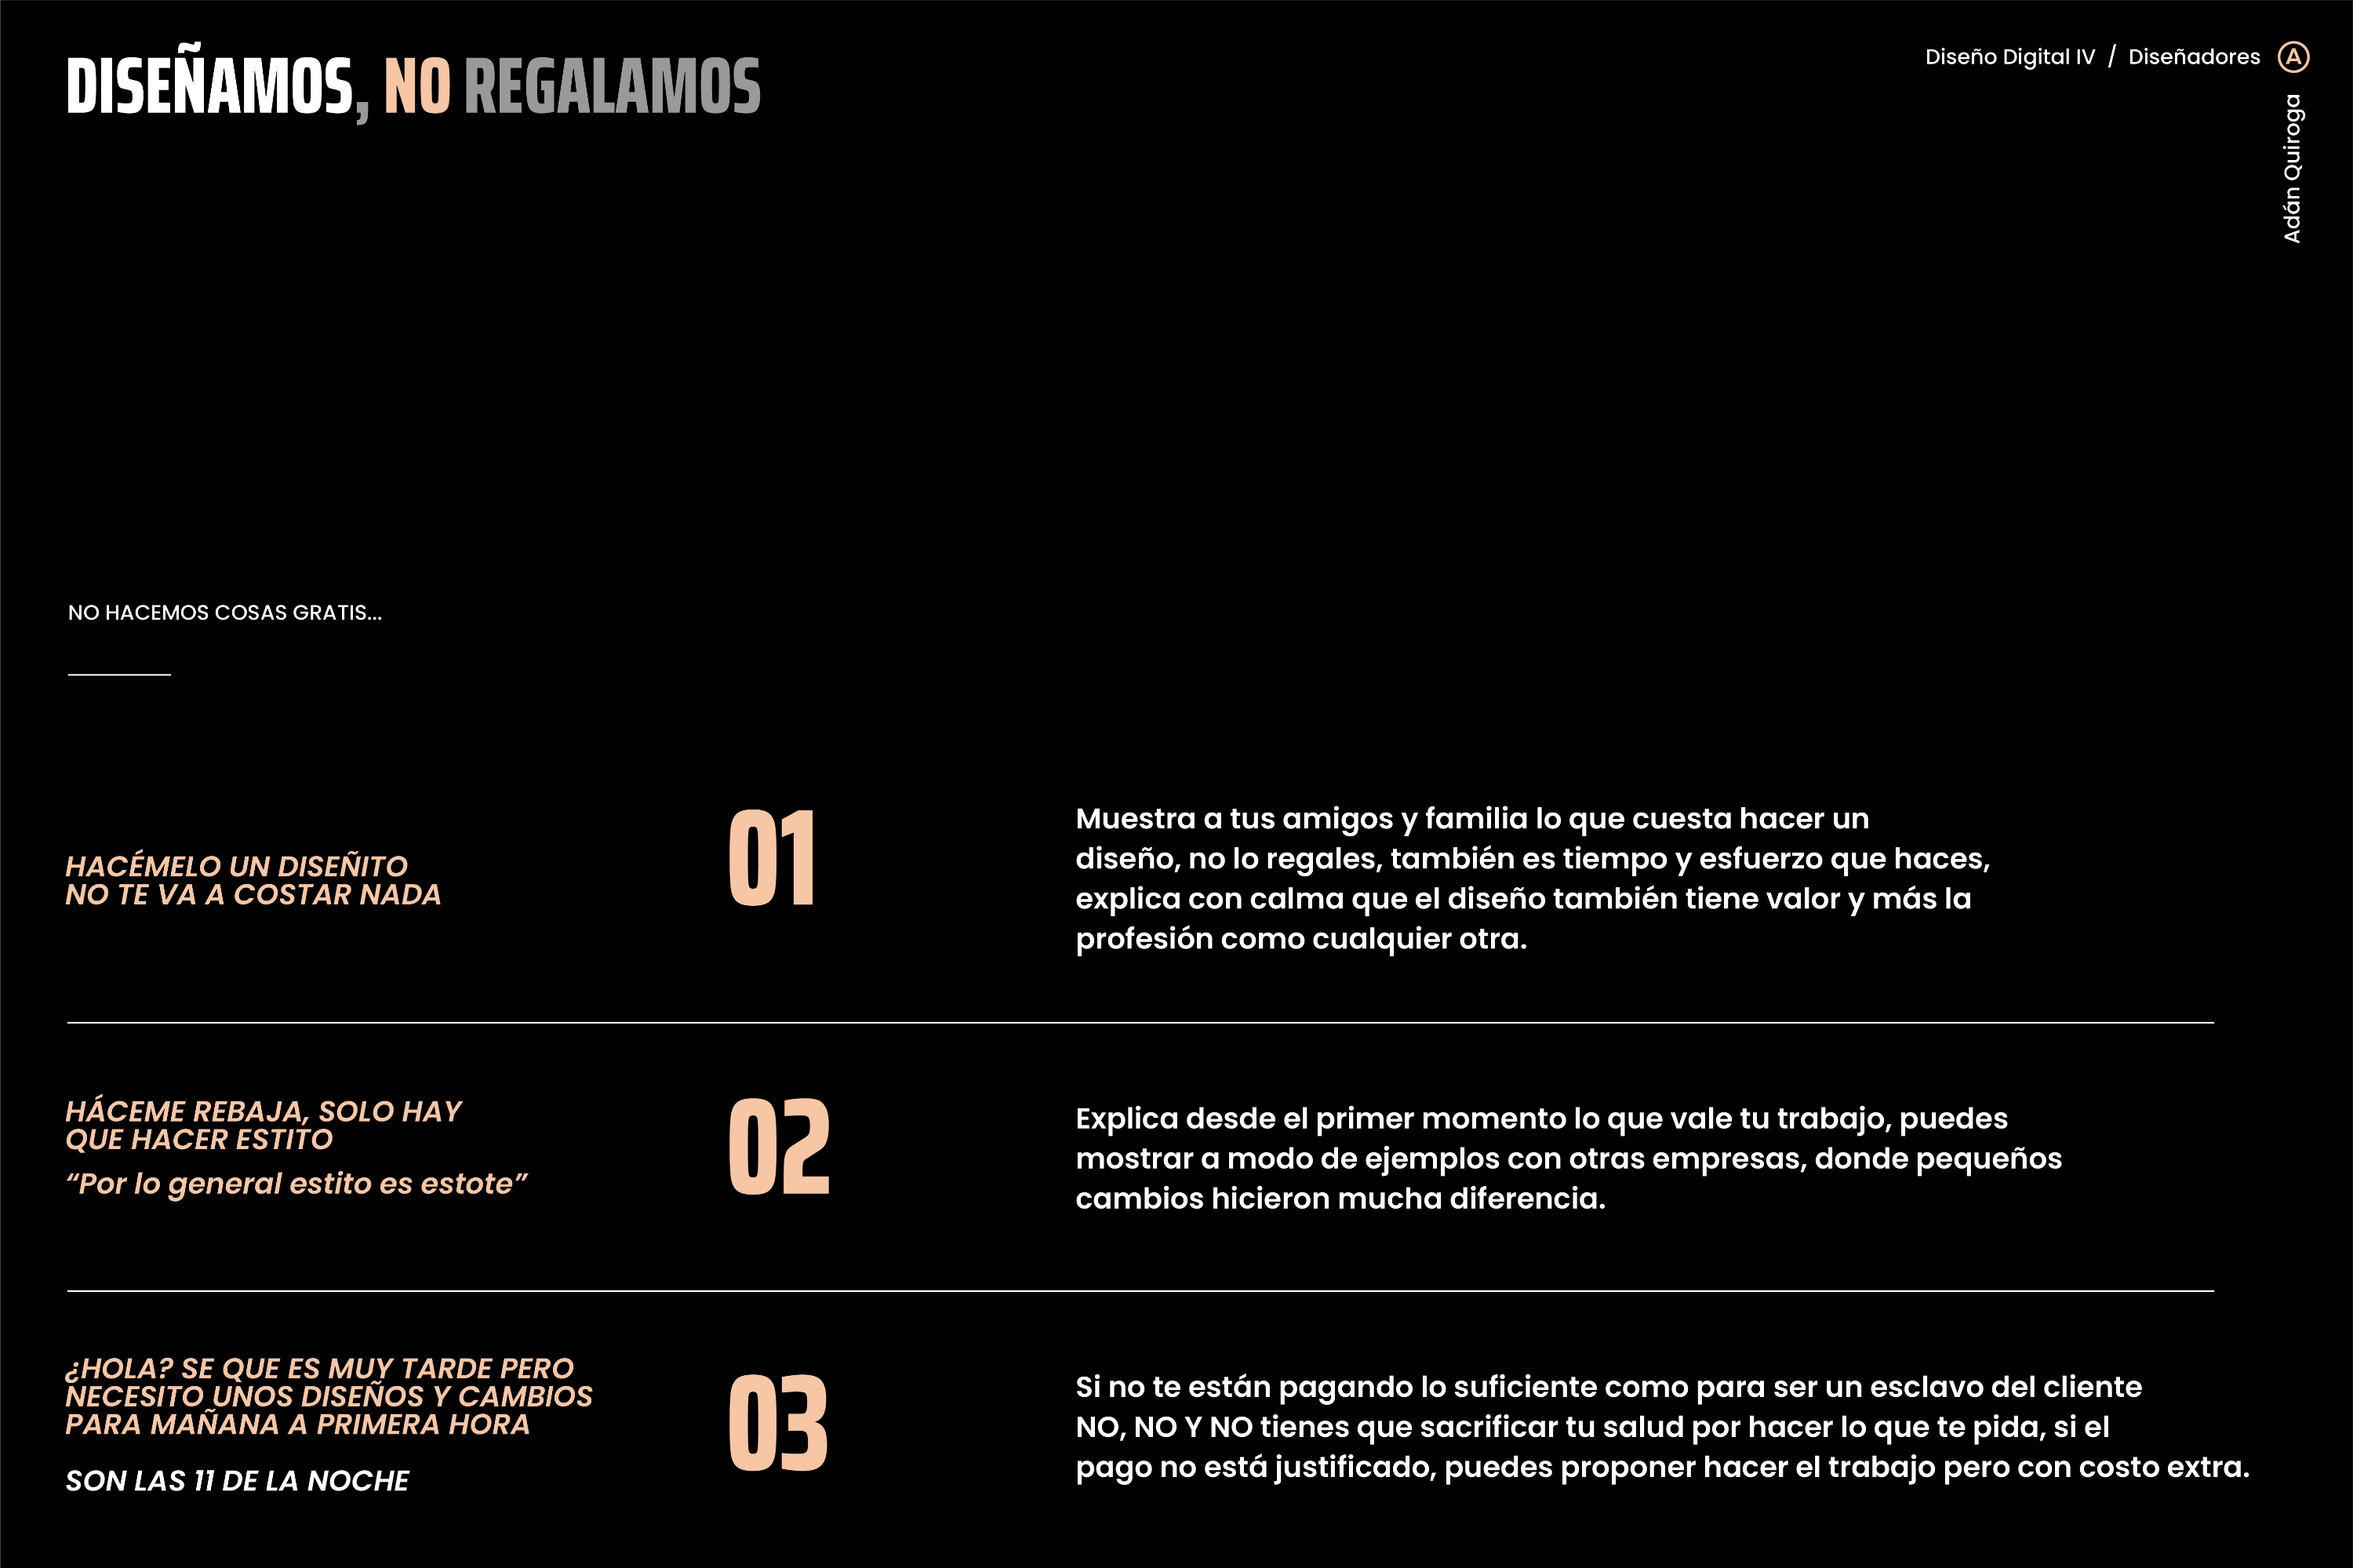 DISEÑAMOS, NO REGALAMOS
Diseño Digital IV / Diseñadores A
Adán Quiroga
NO HACEMOS COSAS GRATIS...
HACÉMELO UN DISEÑITO
NO TE VA A COSTAR NADA
01
Muestra a tus amigos y familia lo que cuesta hacer un
diseño, no lo regales, también es tiempo y esfuerzo que haces,
explica con calma que el diseño también tiene valor y más la
profesión como cualquier otra.
HÁCEME REBAJA, SOLO HAY
QUE HACER ESTITO
“Por lo general estito es estote”
02
Explica desde el primer momento lo que vale tu trabajo, puedes
mostrar a modo de ejemplos con otras empresas, donde pequeños
cambios hicieron mucha diferencia.
¿HOLA? SE QUE ES MUY TARDE PERO
NECESITO UNOS DISEÑOS Y CAMBIOS
PARA MAÑANA A PRIMERA HORA
SON LAS 11 DE LA NOCHE
03
Si no te están pagando lo suficiente como para ser un esclavo del cliente
NO, NO Y NO tienes que sacrificar tu salud por hacer lo que te pida, si el
pago no está justificado, puedes proponer hacer el trabajo pero con costo extra.